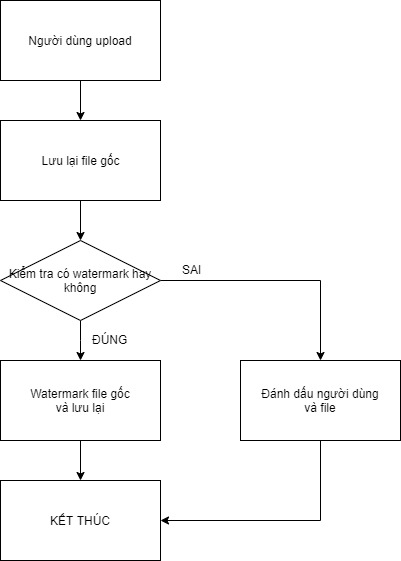 Người dùng upload
Lưu lại file gốc
Kiểm tra có watermark hay
không
SAI
ĐÚNG
Watermark file gốc
và lưu lại
Đánh dấu người dùng
và file
KẾT THÚC